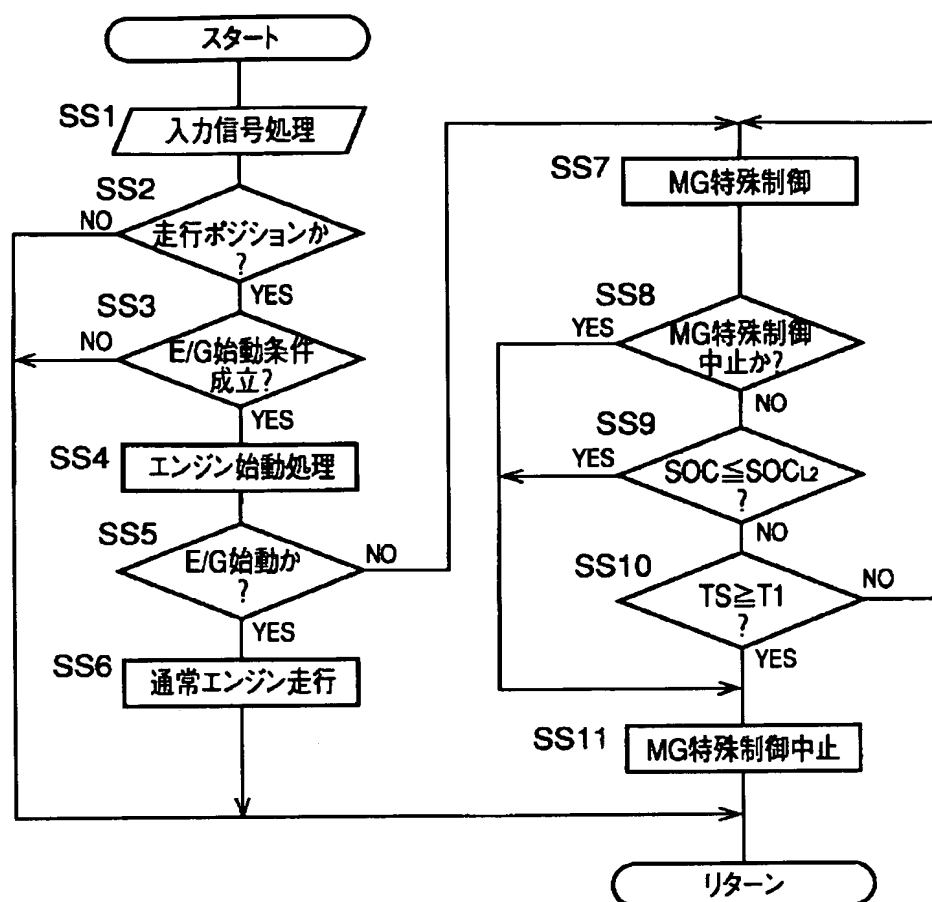 スタート
SS1
入力信号処理
SS2
NO
走行ポジションか
?
YES
SS3
NO
E/G始動条件
成立?
YES
SS4
エンジン始動処理
SS5
E/G始動か
?
NO
YES
SS6
通常エンジン走行
SS7
MG特殊制御
SS8
YES
MG特殊制御
中止か?
NO
SS9
YES
SOC≦SOCL2
?
NO
SS10
TS≧T1
?
NO
YES
SS11
MG特殊制御中止
リターン